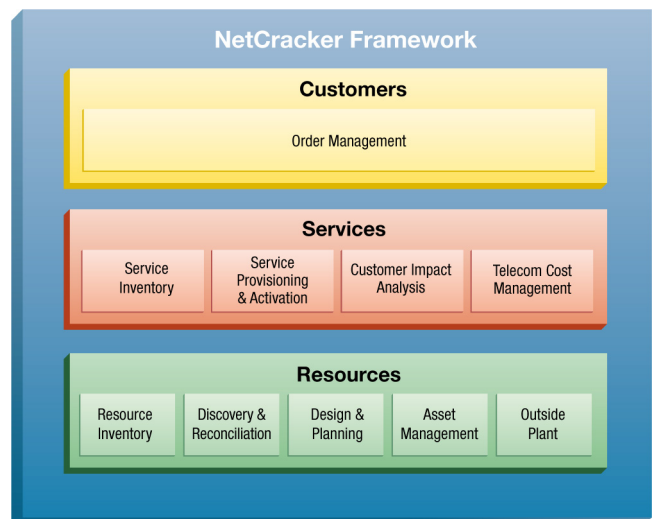 NetCracker Framework
Customers
Order Management
Services
Service
Inventory
Service
Provisioning
& Activation
Customer Impact
Analysis
Telecom Cost
Management
Resources
Resource
Inventory
Discovery &
Reconciliation
Design &
Planning
Asset
Management
Outside
Plant